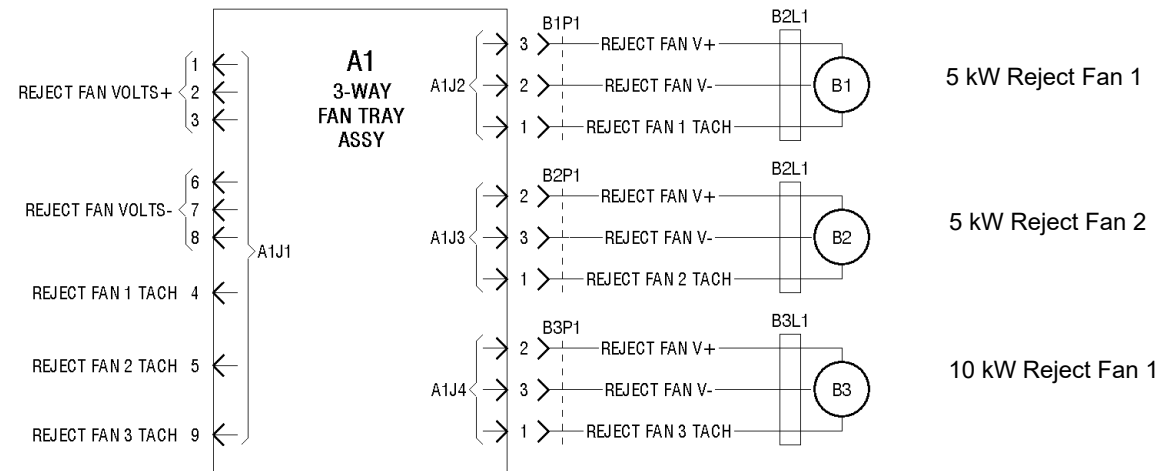 B1P1
B2L1
1
REJECT FAN VOLTS+ 2
3
6
REJECT FAN VOLTS- 7
8
A1J1
REJECT FAN 1 TACH 4
REJECT FAN 2 TACH 5
REJECT FAN 3 TACH 9
A1
3-WAY
FAN TRAY
ASSY
A1J2
3 REJECT FAN V+
2 REJECT FAN V-
1 REJECT FAN 1 TACH
B1
5 kW Reject Fan 1
B2P1
B2L1
A1J3
2 REJECT FAN V+
3 REJECT FAN V-
1 REJECT FAN 2 TACH
B2
5 kW Reject Fan 2
B3P1
B3L1
A1J4
2 REJECT FAN V+
3 REJECT FAN V-
1 REJECT FAN 3 TACH
B3
10 kW Reject Fan 1